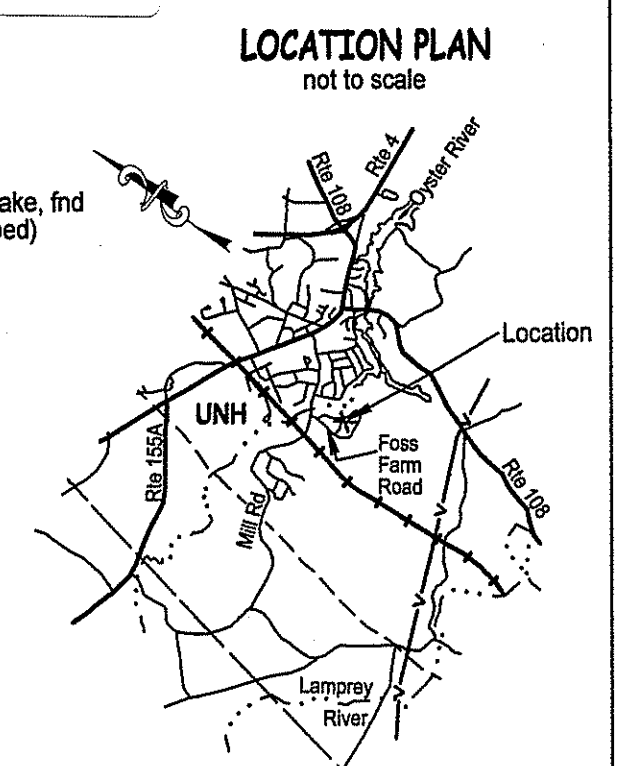 LOCATION PLAN
not to scale
ake, fnd
ped)
Rte 108
Rte 4
Oyster River
N
Location
UNH
Foss
Farm
Road
Rte 155A
Mill Rd
Rte 108
Lamprey
River